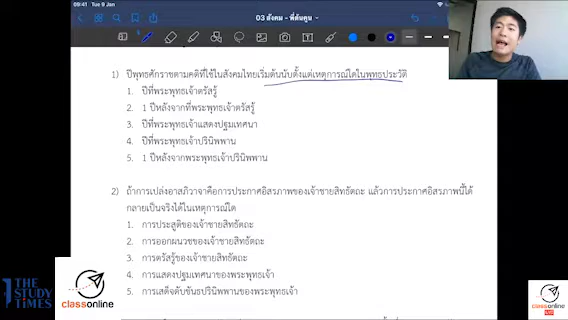 09:41 Tue 9 Jan
03 สังคม - พี่ต้นคูน
1) ปีพุทธศักราชตามคติที่ใช้ในสังคมไทยเริ่มต้นนับตั้งแต่เหตุการณ์ใดในพุทธประวัติ
1. ปีที่พระพุทธเจ้าตรัสรู้
2. 1 ปีหลังจากที่พระพุทธเจ้าตรัสรู้
3. ปีที่พระพุทธเจ้าแสดงปฐมเทศนา
4. ปีที่พระพุทธเจ้าปรินิพพาน
5. 1 ปีหลังจากพระพุทธเจ้าปรินิพพาน
2) ถ้าการเปล่งอาสภิวาจาคือการประกาศอิสรภาพของเจ้าชายสิทธัตถะ แล้วการประกาศอิสรภาพนี้ได้
กลายเป็นจริงได้ในเหตุการณ์ใด
1. การประสูติของเจ้าชายสิทธัตถะ
2. การออกผนวชของเจ้าชายสิทธัตถะ
3. การตรัสรู้ของเจ้าชายสิทธัตถะ
4. การแสดงปฐมเทศนาของพระพุทธเจ้า
5. การเสด็จดับขันธปรินิพพานของพระพุทธเจ้า
THE
STUDY
TIMES
classonline
classonline